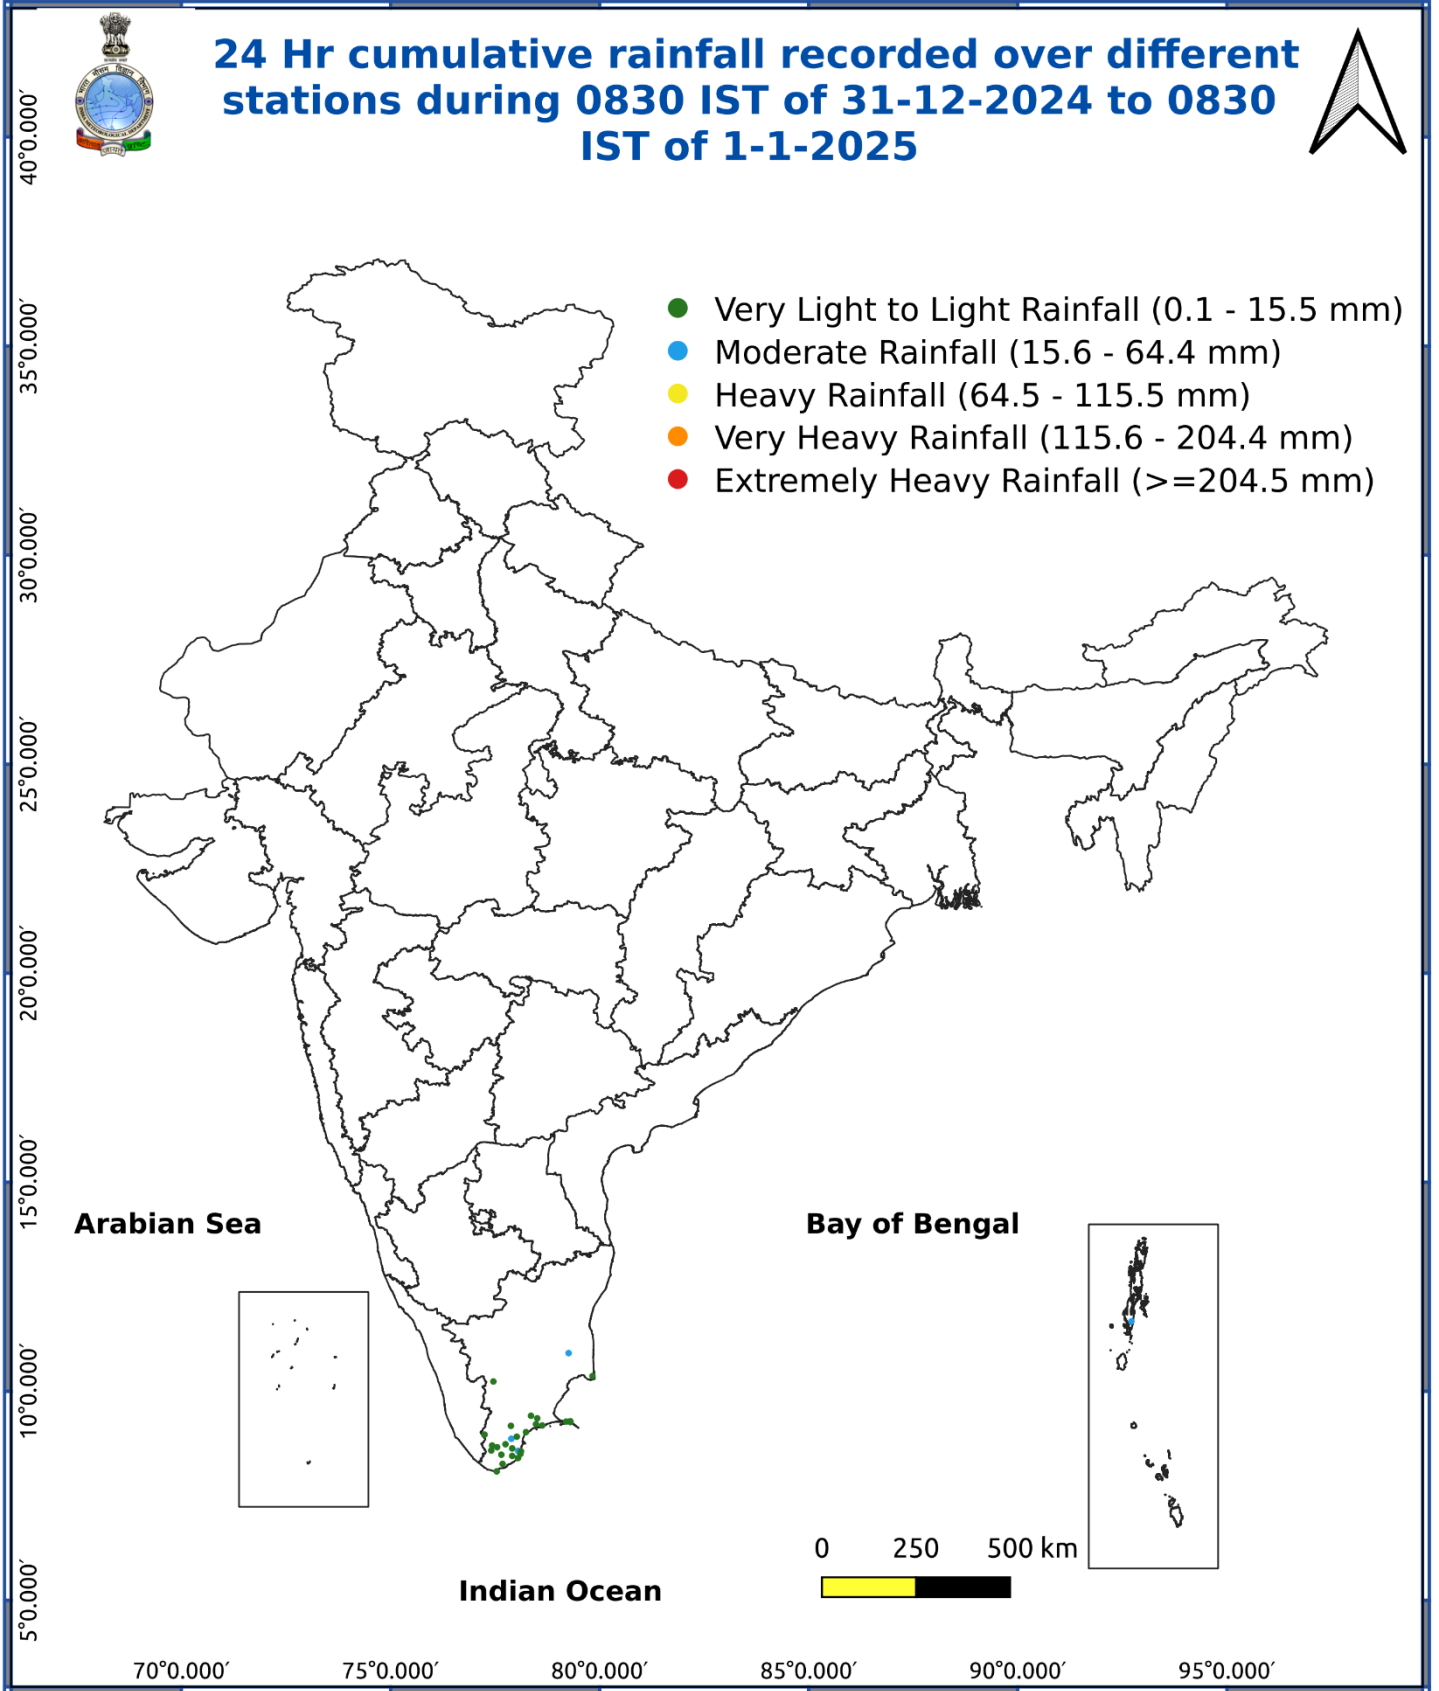 24 Hr cumulative rainfall recorded over different
stations during 0830 IST of 31-12-2024 to 0830
IST of 1-1-2025
Very Light to Light Rainfall (0.1 - 15.5 mm)
Moderate Rainfall (15.6 - 64.4 mm)
Heavy Rainfall (64.5 - 115.5 mm)
Very Heavy Rainfall (115.6 - 204.4 mm)
Extremely Heavy Rainfall (>=204.5 mm)
40°0.000′
35°0.000′
30°0.000′
25°0.000′
20°0.000′
15°0.000′
10°0.000′
5°0.000′
Arabian Sea
Bay of Bengal
Indian Ocean
0 250 500 km
70°0.000′ 75°0.000′ 80°0.000′ 85°0.000′ 90°0.000′ 95°0.000′